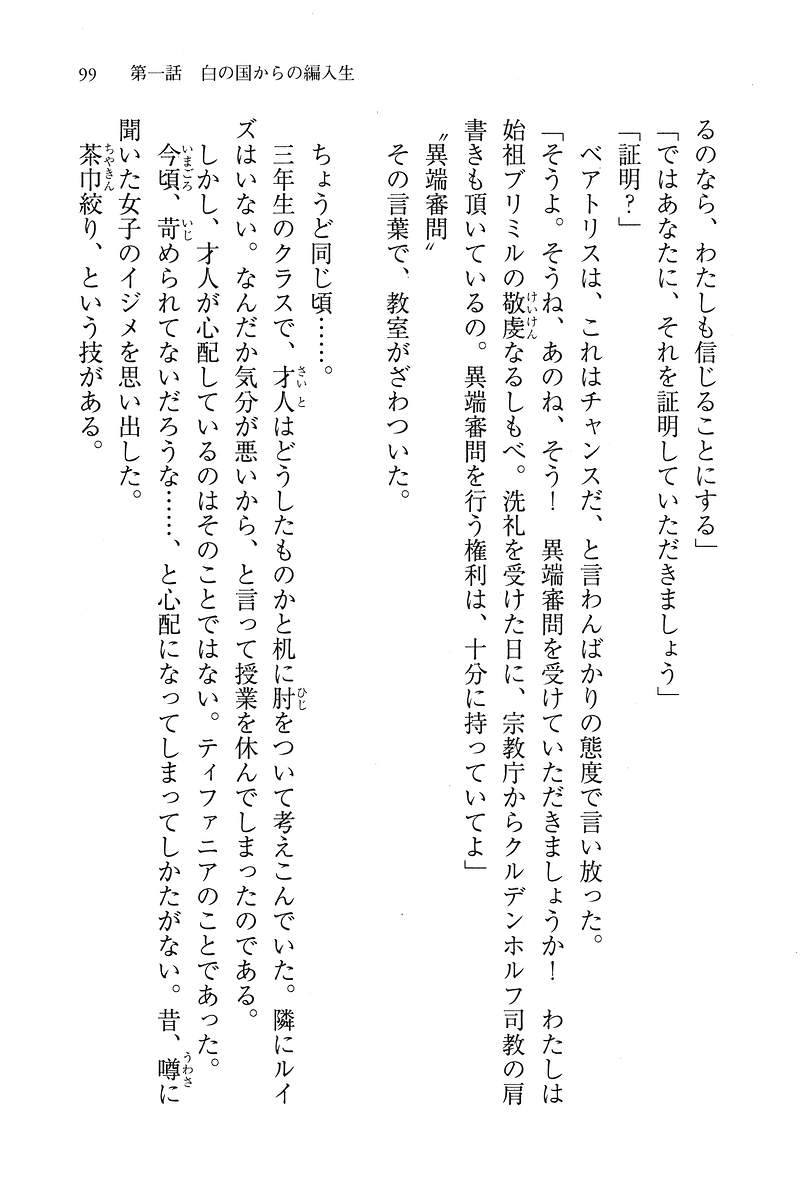 99　第一話　白の国からの編入生
るのなら、わたしも信じることにする」
「ではあなたに、それを証明していただきましょう」
「証明？」
ベアトリスは、これはチャンスだ、と言わんばかりの態度で言い放った。
「そうよ。そうね、あのね、そう！　異端審問を受けていただきましょうか！　わたしは
始祖ブリミルの敬虔なるしもべ。洗礼を受けた日に、宗教庁からクルデンホルフ司教の肩
書きも頂いているの。異端審問を行う権利は、十分に持っていてよ」
〝異端審問〟
その言葉で、教室がざわついた。
ちょうど同じ頃……。
三年生のクラスで、才人はどうしたものかと机に肘をついて考えこんでいた。隣にルイ
ズはいない。なんだか気分が悪いから、と言って授業を休んでしまったのである。
しかし、才人が心配しているのはそのことではない。ティファニアのことであった。
今頃、苛められてないだろうな……、と心配になってしまってしかたがない。昔、噂に
聞いた女子のイジメを思い出した。
茶巾絞り、という技がある。